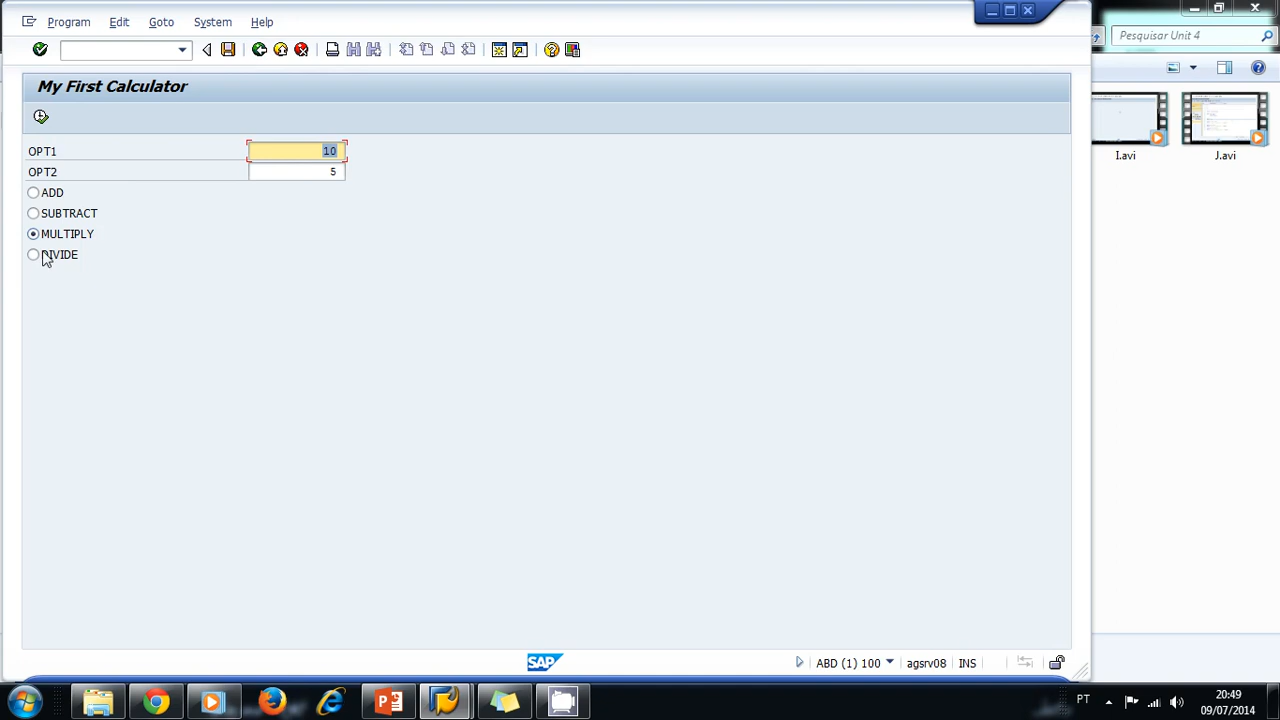 Program Edit Goto System Help
Pesquisar Unit 4
My First Calculator
I.avi J.avi
OPT1 10
OPT2 5
ADD
SUBTRACT
MULTIPLY
DIVIDE
SAP
ABD (1) 100 agsrv08 INS
PT
20:49
09/07/2014